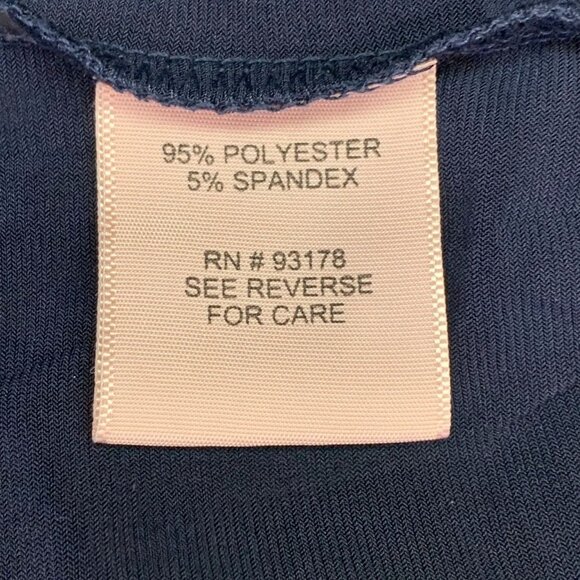 95% POLYESTER
5% SPANDEX
RN # 93178
SEE REVERSE
FOR CARE